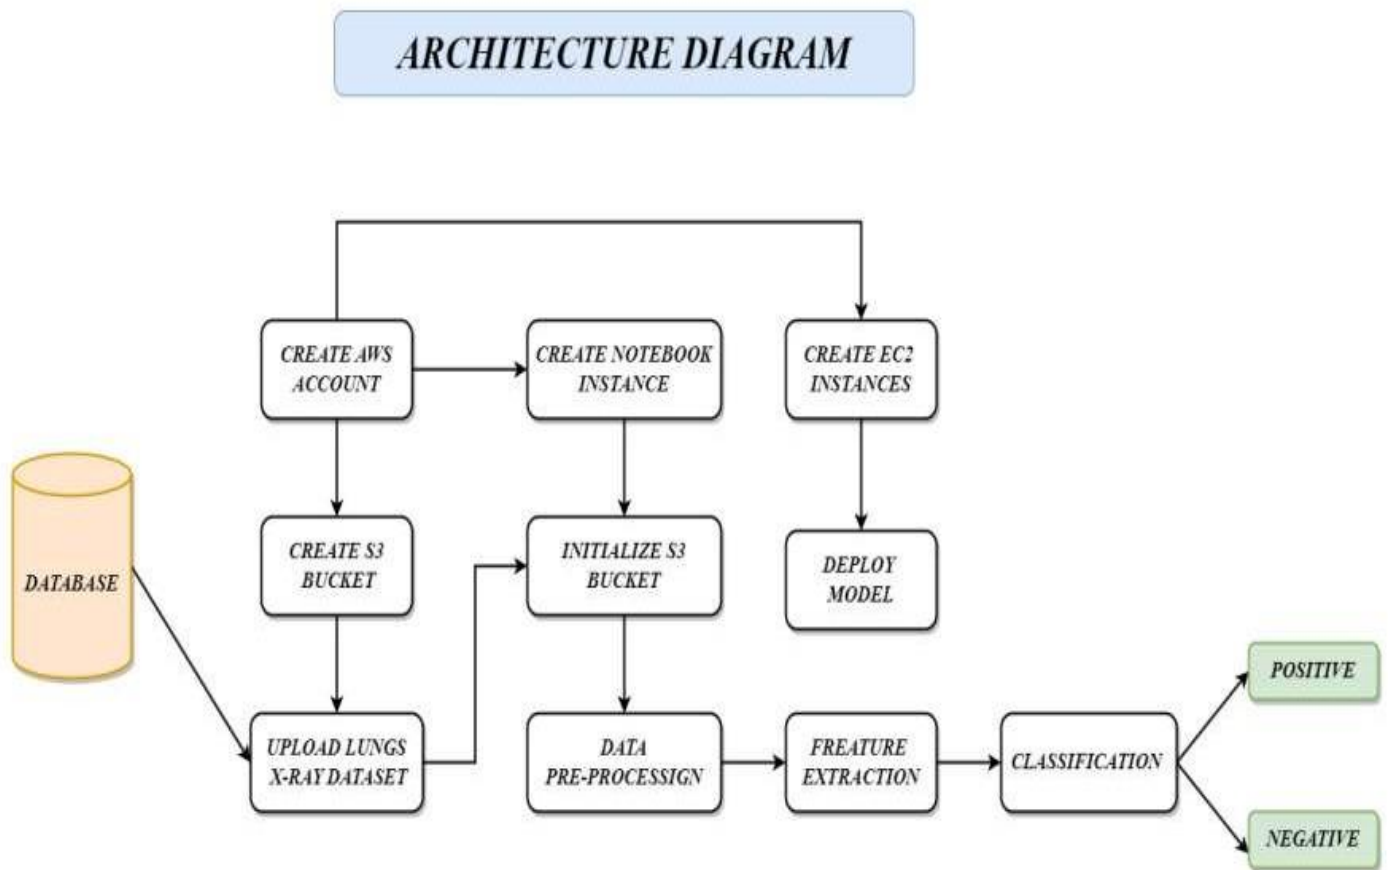 ARCHITECTURE DIAGRAM
CREATE AWS
ACCOUNT
CREATE NOTEBOOK
INSTANCE
CREATE EC2
INSTANCES
DATABASE
CREATE S3
BUCKET
INITIALIZE S3
BUCKET
DEPLOY
MODEL
UPLOAD LUNGS
X-RAY DATASET
DATA
PRE-PROCESSIGN
FREATURE
EXTRACTION
CLASSIFICATION
POSITIVE
NEGATIVE